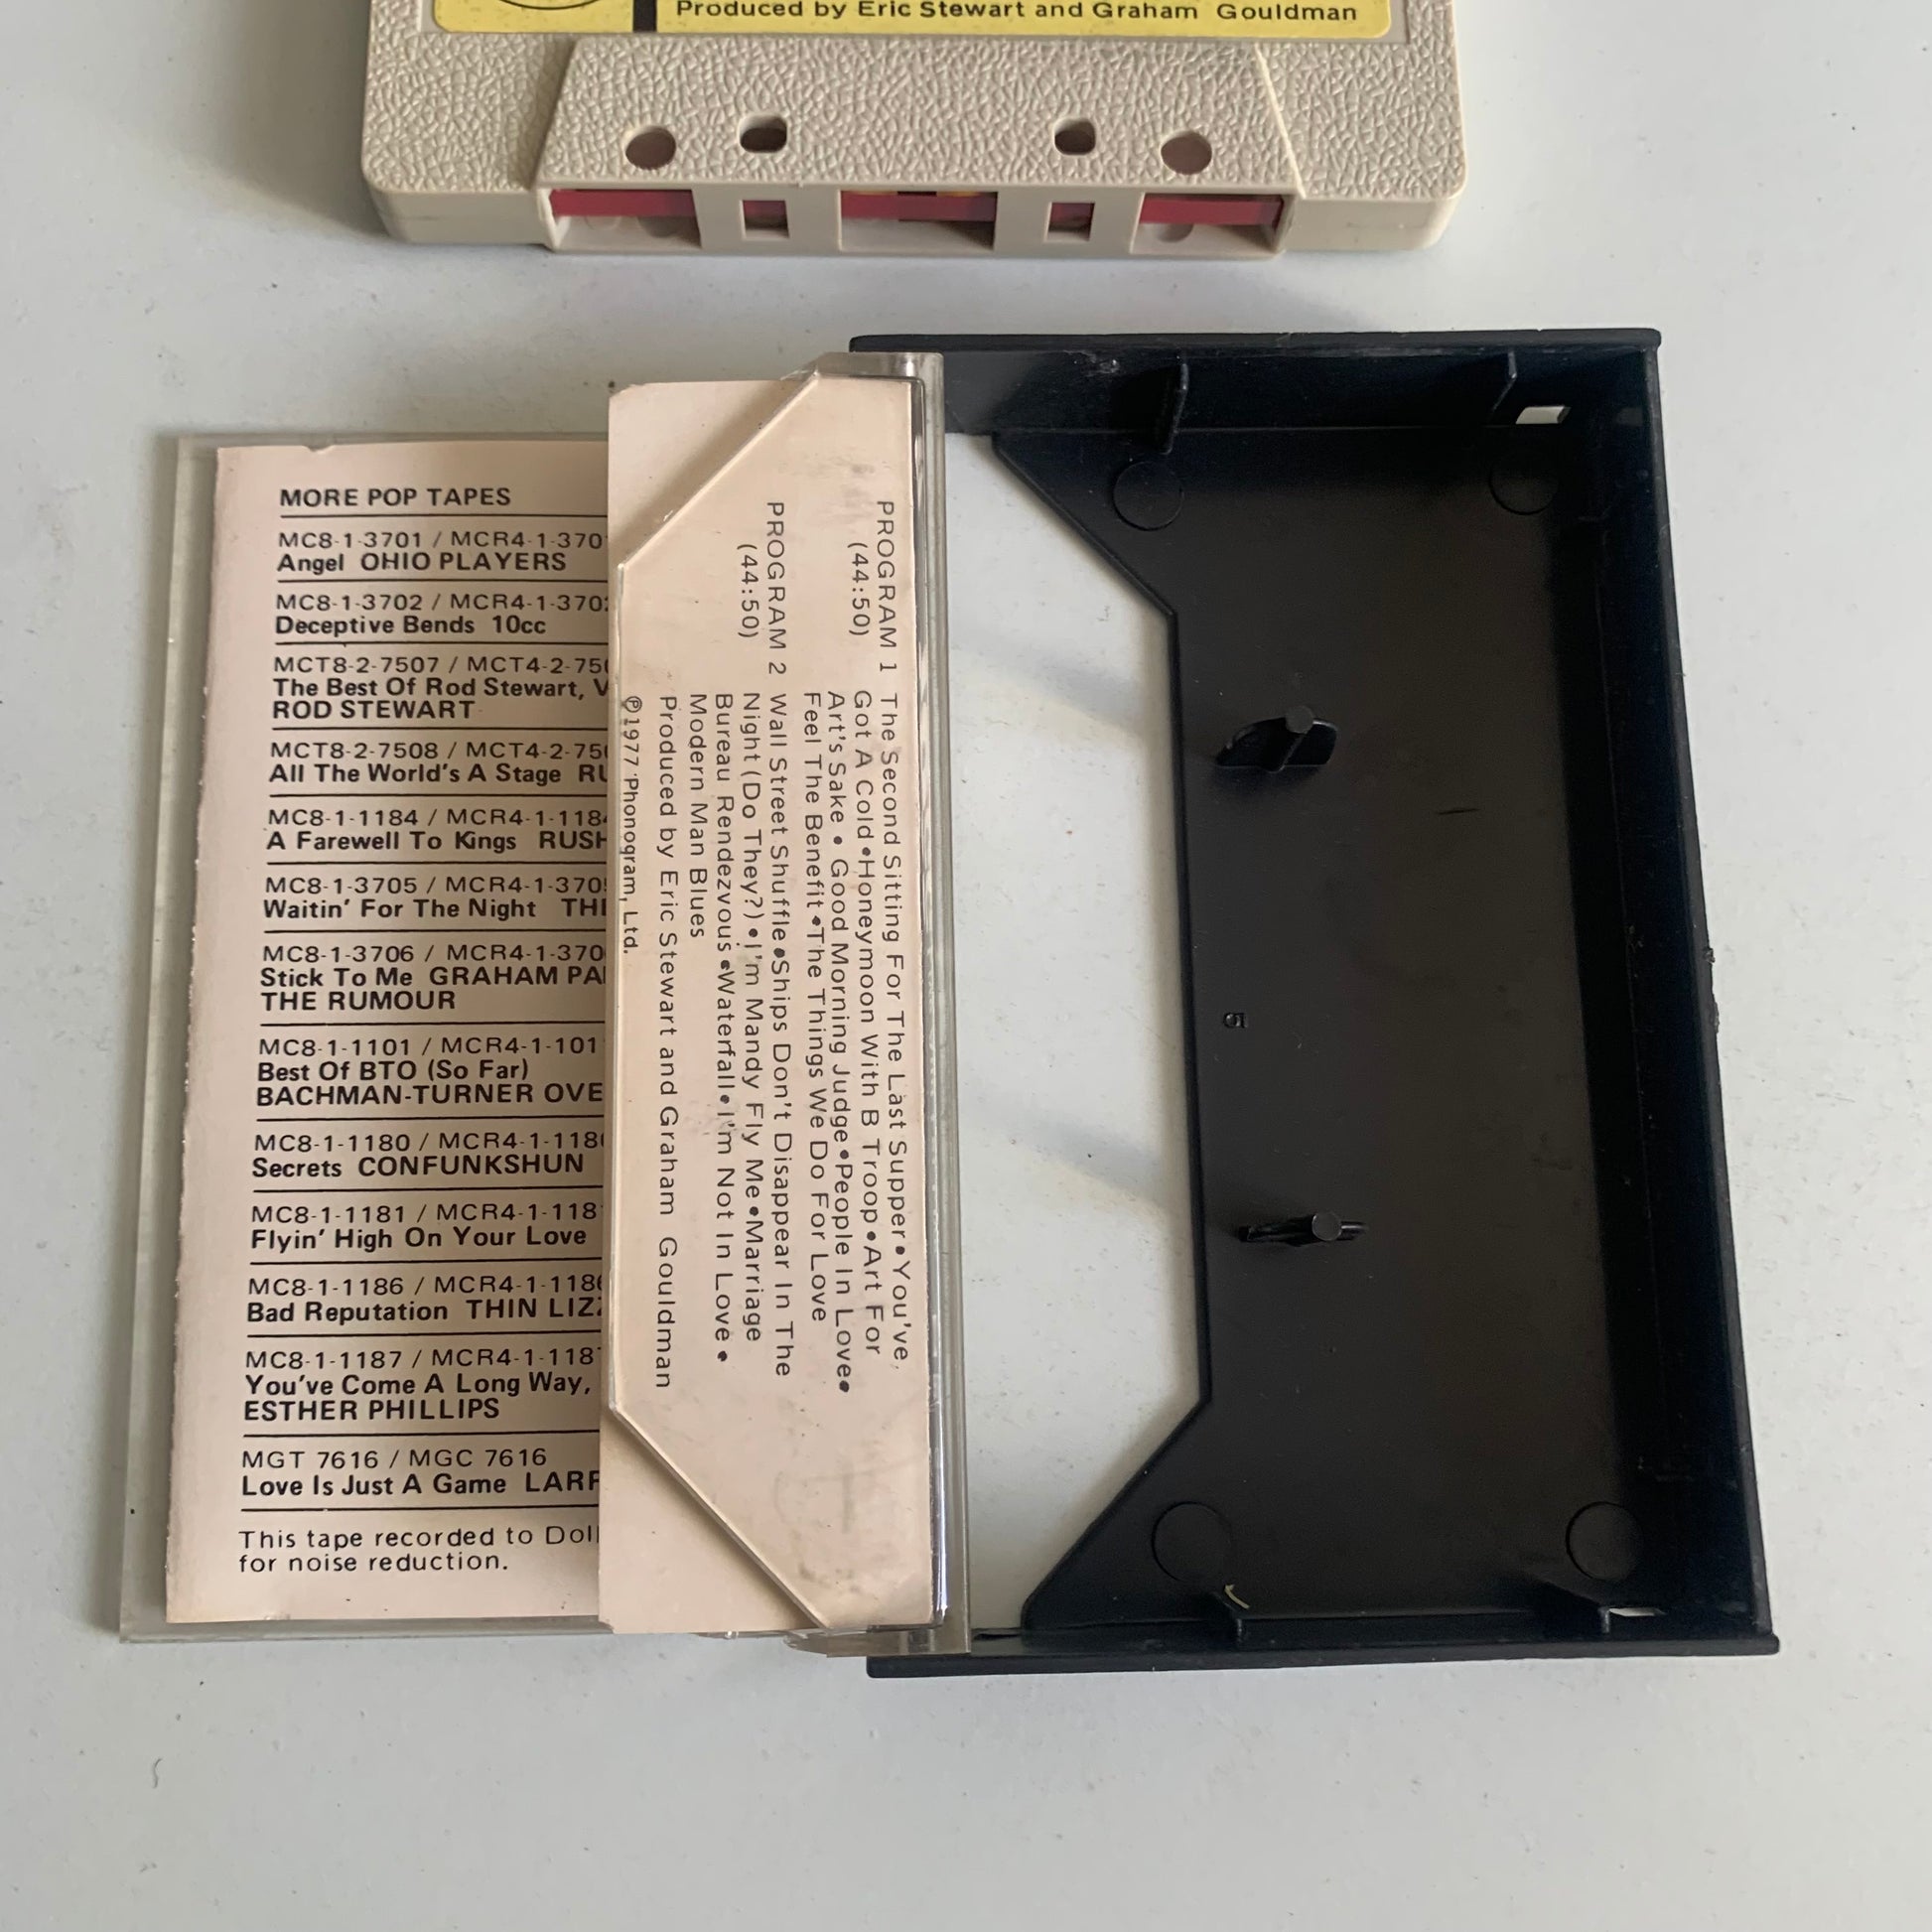 Produced by Eric Stewart and Graham Gouldman
MORE POP TAPES
MC8-1-3701 / MCR4-1-370
Angel OHIO PLAYERS
MC8-1-3702 / MCR4-1-370
Deceptive Bends 10cc
MCT8-2-7507 / MCT4-2-75
The Best Of Rod Stewart, V
ROD STEWART
MCT8-2-7508 / MCT4-2-75
All The World's A Stage RU
MC8-1-1184 / MCR4-1-118
A Farewell To Kings RUSH
MC8-1-3705 / MCR4-1-370
Waitin' For The Night THE
MC8-1-3706 / MCR4-1-370
Stick To Me GRAHAM PA
THE RUMOUR
MC8-1-1101 / MCR4-1-101
Best Of BTO (So Far)
BACHMAN-TURNER OVE
MC8-1-1180 / MCR4-1-118
Secrets CONFUNKSHUN
MC8-1-1181 / MCR4-1-118
Flyin' High On Your Love
MC8-1-1186 / MCR4-1-118
Bad Reputation THIN LIZ
MC8-1-1187 / MCR4-1-118
You've Come A Long Way,
ESTHER PHILLIPS
MGT 7616 / MGC 7616
Love Is Just A Game LARR
This tape recorded to Dol
for noise reduction.
PROGRAM 1 The Second Sitting For The Last Supper • You've
(44:50) Got A Cold • Honeymoon With B Troop • Art For
Art's Sake • Good Morning Judge • People In Love •
Feel The Benefit • The Things We Do For Love
PROGRAM 2 Wall Street Shuffle • Ships Don't Disappear In The
(44:50) Night (Do They?) • I'm Mandy Fly Me • Marriage
Bureau Rendezvous • Waterfall • I'm Not In Love •
Modern Man Blues
Produced by Eric Stewart and Graham Gouldman
℗1977 Phonogram, Ltd.
5